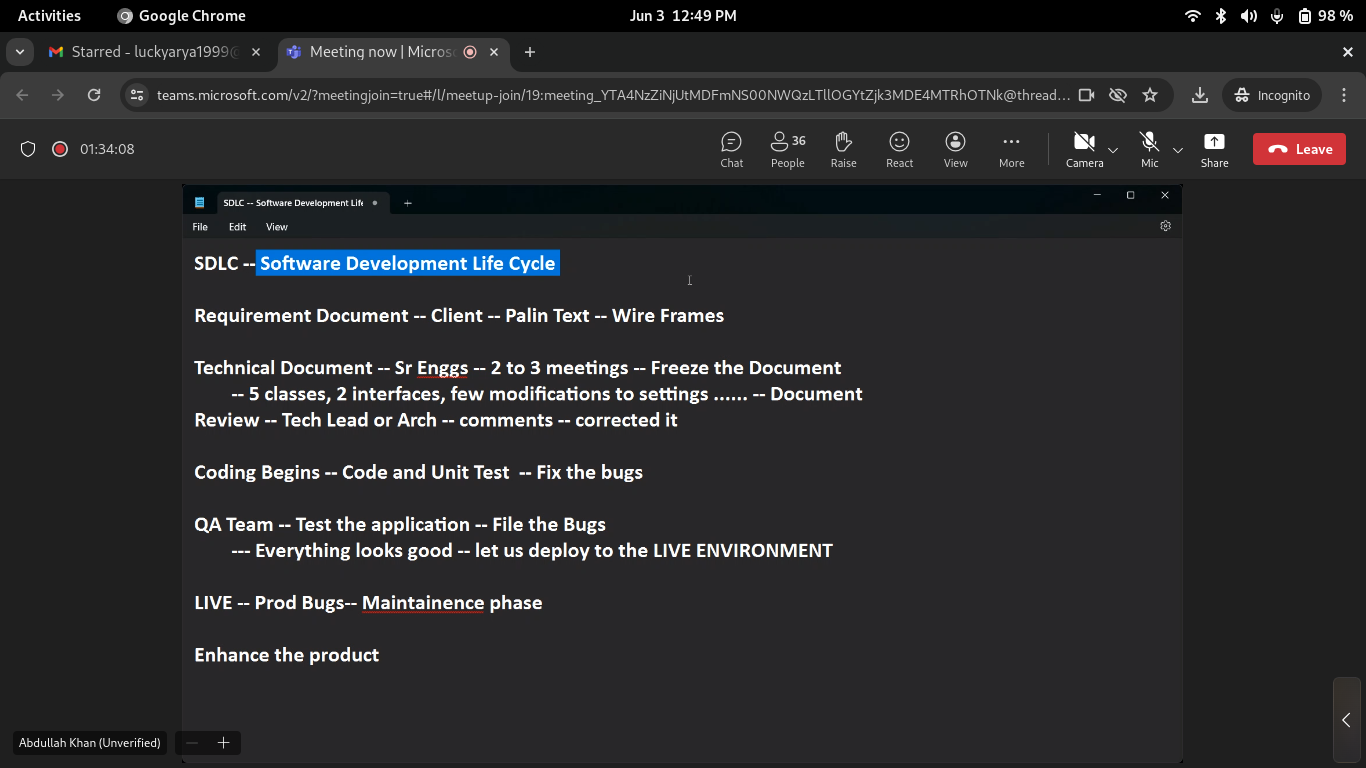 Activities
Google Chrome
Jun 3 12:49 PM
98 %
Starred - luckyarya1999@
Meeting now | Micros
teams.microsoft.com/v2/?meetingjoin=true#/l/meetup-join/19:meeting_YTA4NzZiNjUtMDFmNS00NWQzLTllOGYtZjk3MDE4MTRhOTNk@thread...
Incognito
01:34:08
Chat
36
People
Raise
React
View
More
Camera
Mic
Share
Leave
SDLC -- Software Development Life
File Edit View
SDLC -- Software Development Life Cycle
Requirement Document -- Client -- Palin Text -- Wire Frames
Technical Document -- Sr Enggs -- 2 to 3 meetings -- Freeze the Document
-- 5 classes, 2 interfaces, few modifications to settings ...... -- Document
Review -- Tech Lead or Arch -- comments -- corrected it
Coding Begins -- Code and Unit Test -- Fix the bugs
QA Team -- Test the application -- File the Bugs
--- Everything looks good -- let us deploy to the LIVE ENVIRONMENT
LIVE -- Prod Bugs-- Maintainence phase
Enhance the product
Abdullah Khan (Unverified)